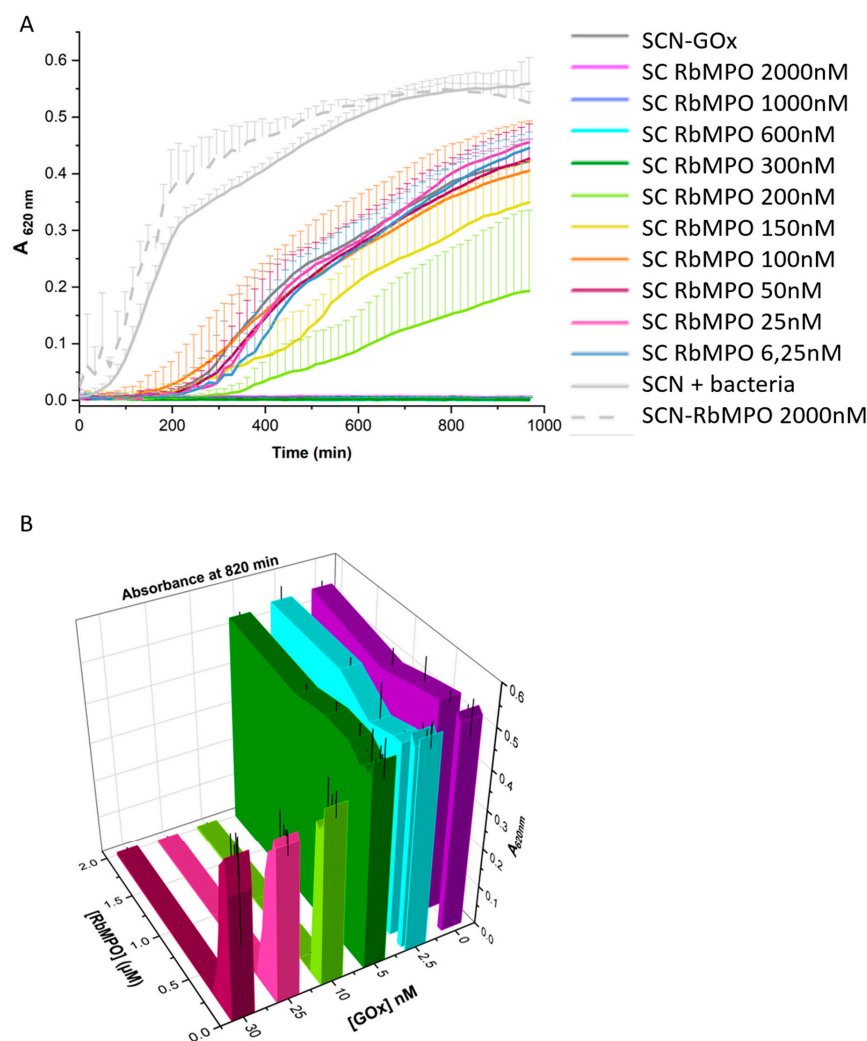 A
SCN-GOx
SC RbMPO 2000nM
SC RbMPO 1000nM
SC RbMPO 600nM
SC RbMPO 300nM
SC RbMPO 200nM
SC RbMPO 150nM
SC RbMPO 100nM
SC RbMPO 50nM
SC RbMPO 25nM
SC RbMPO 6,25nM
SCN + bacteria
SCN-RbMPO 2000nM
A 620 nm
0.6
0.5
0.4
0.3
0.2
0.1
0.0
0 200 400 600 800 1000
Time (min)
B
Absorbance at 820 min
0.6
0.5
0.4
0.3
0.2
0.1
0.0
A620nm
2.0
1.5
1.0
0.5
0.0
[RbMPO] (µM)
30 25 10 5 2.5 0
[GOx] nM